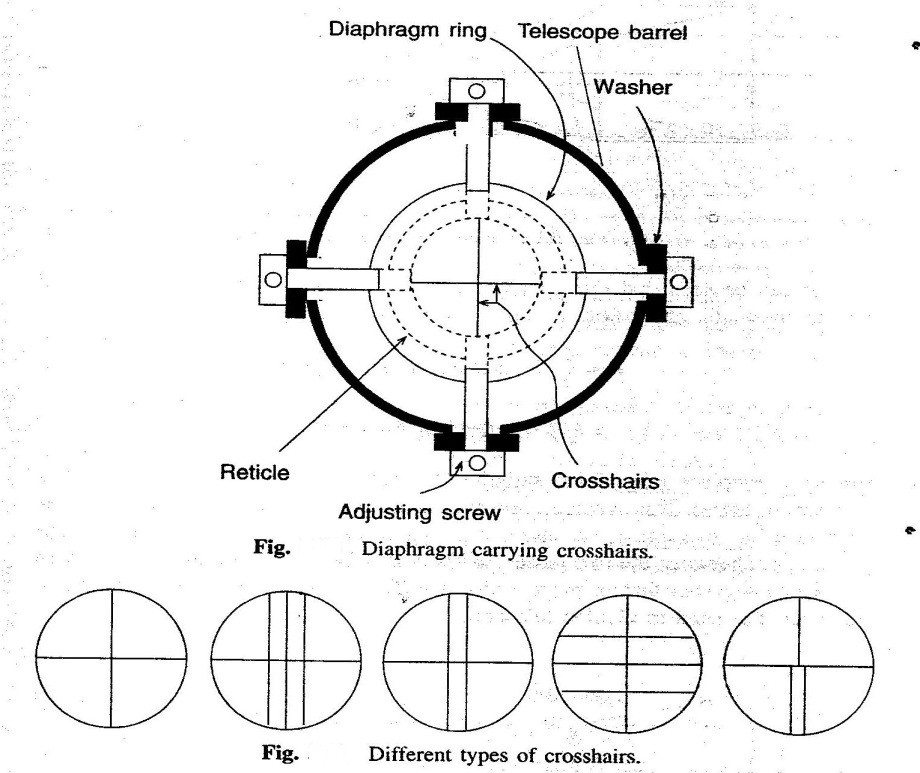 Diaphragm ring
Telescope barrel
Washer
Reticle
Crosshairs
Adjusting screw
Fig. Diaphragm carrying crosshairs.
Fig. Different types of crosshairs.